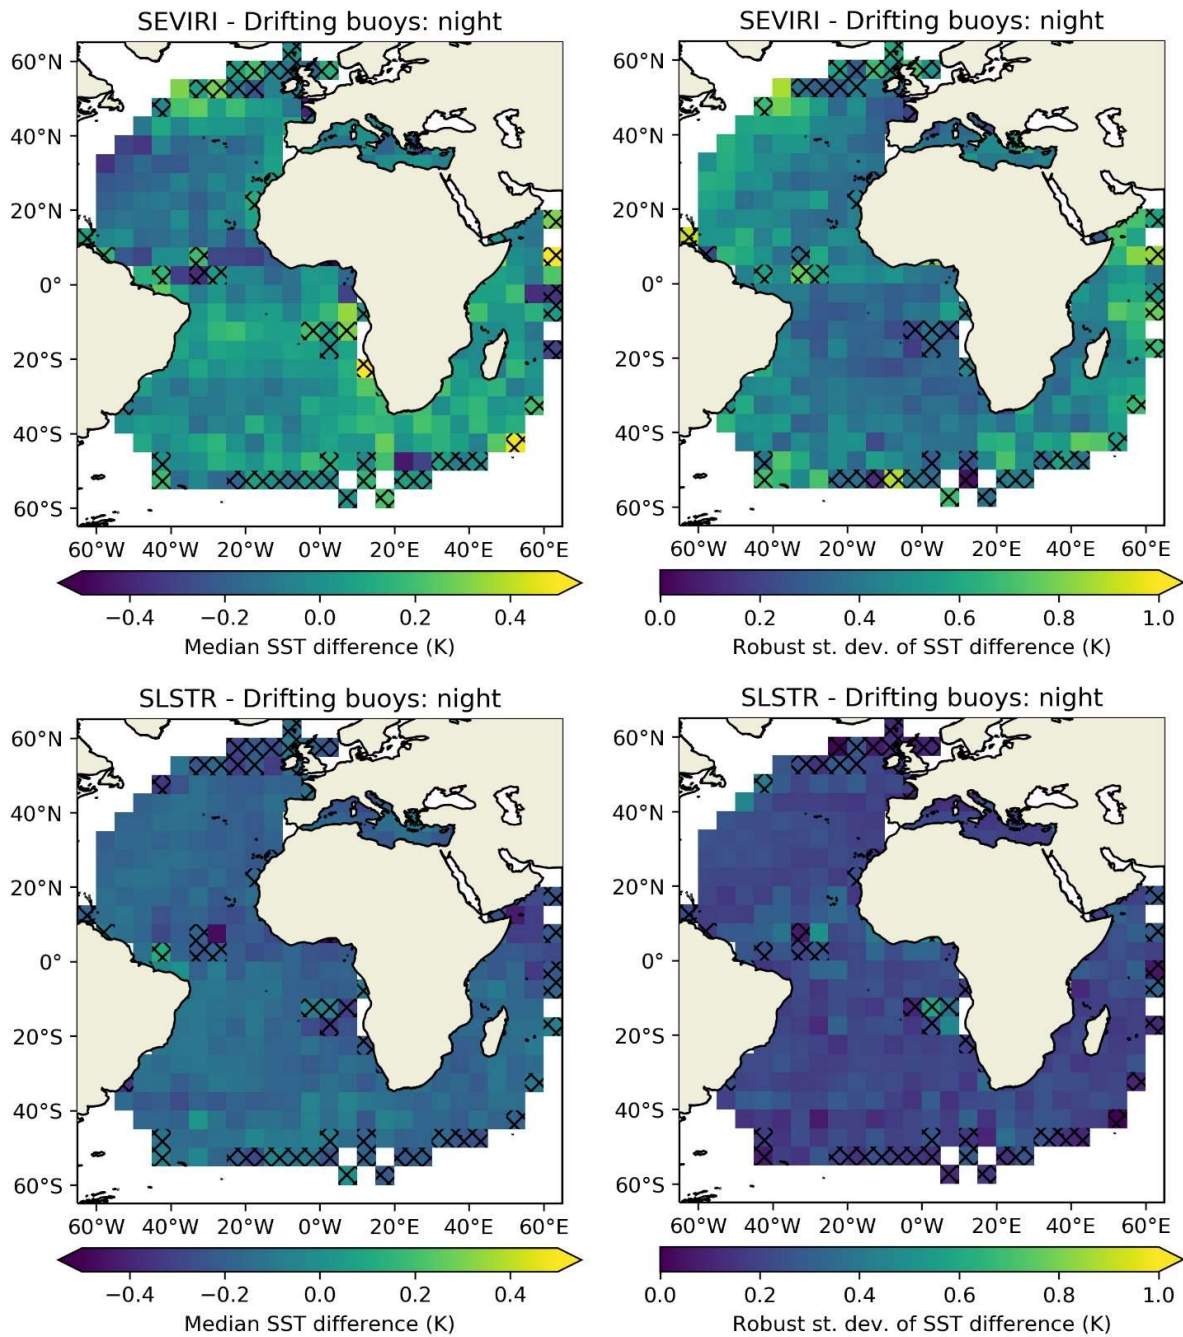 SEVIRI - Drifting buoys: night
60°N
40°N
20°N
0°
20°S
40°S
60°S
60°W 40°W 20°W 0°W 20°E 40°E 60°E
−0.4 −0.2 0.0 0.2 0.4
Median SST difference (K)
SEVIRI - Drifting buoys: night
60°N
40°N
20°N
0°
20°S
40°S
60°S
60°W 40°W 20°W 0°W 20°E 40°E 60°E
0.0 0.2 0.4 0.6 0.8 1.0
Robust st. dev. of SST difference (K)
SLSTR - Drifting buoys: night
60°N
40°N
20°N
0°
20°S
40°S
60°S
60°W 40°W 20°W 0°W 20°E 40°E 60°E
−0.4 −0.2 0.0 0.2 0.4
Median SST difference (K)
SLSTR - Drifting buoys: night
60°N
40°N
20°N
0°
20°S
40°S
60°S
60°W 40°W 20°W 0°W 20°E 40°E 60°E
0.0 0.2 0.4 0.6 0.8 1.0
Robust st. dev. of SST difference (K)